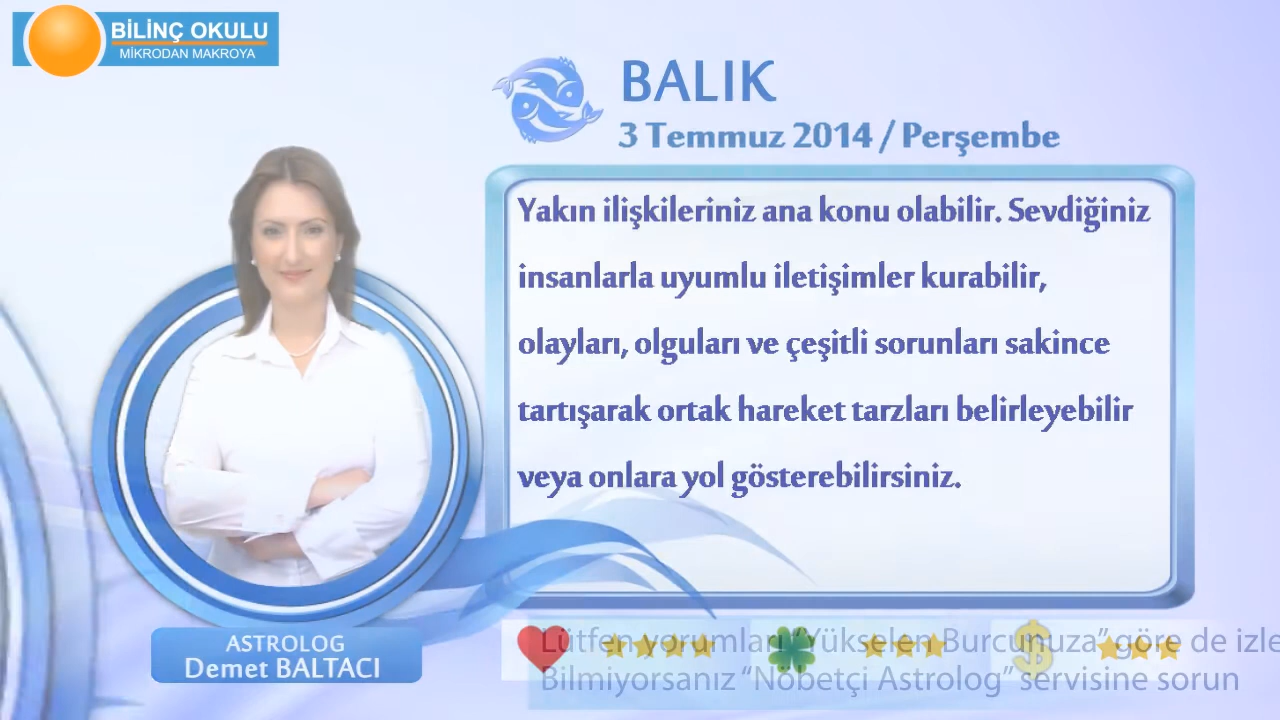 BİLİNÇ OKULU
MİKRODAN MAKROYA
BALIK
3 Temmuz 2014 / Perşembe
Yakın ilişkileriniz ana konu olabilir. Sevdiğiniz
insanlarla uyumlu iletişimler kurabilir,
olayları, olguları ve çeşitli sorunları sakince
tartışarak ortak hareket tarzları belirleyebilir
veya onlara yol gösterebilirsiniz.
ASTROLOG
Demet BALTACI
Lütfen yorumları "Yükselen Burcunuza" göre de izle
Bilmiyorsanız "Nöbetçi Astrolog" servisine sorun